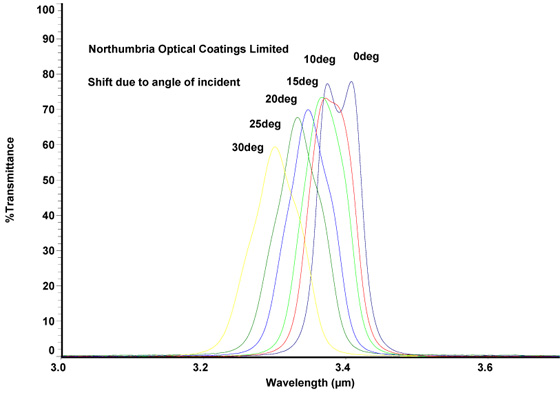 100
Northumbria Optical Coatings Limited
10deg
0deg
80
Shift due to angle of incident
15deg
20deg
70
25deg
60
30deg
50
%Transmittance
40
30
20
10
0
3.0
3.2
3.4
3.6
Wavelength (µm)
90